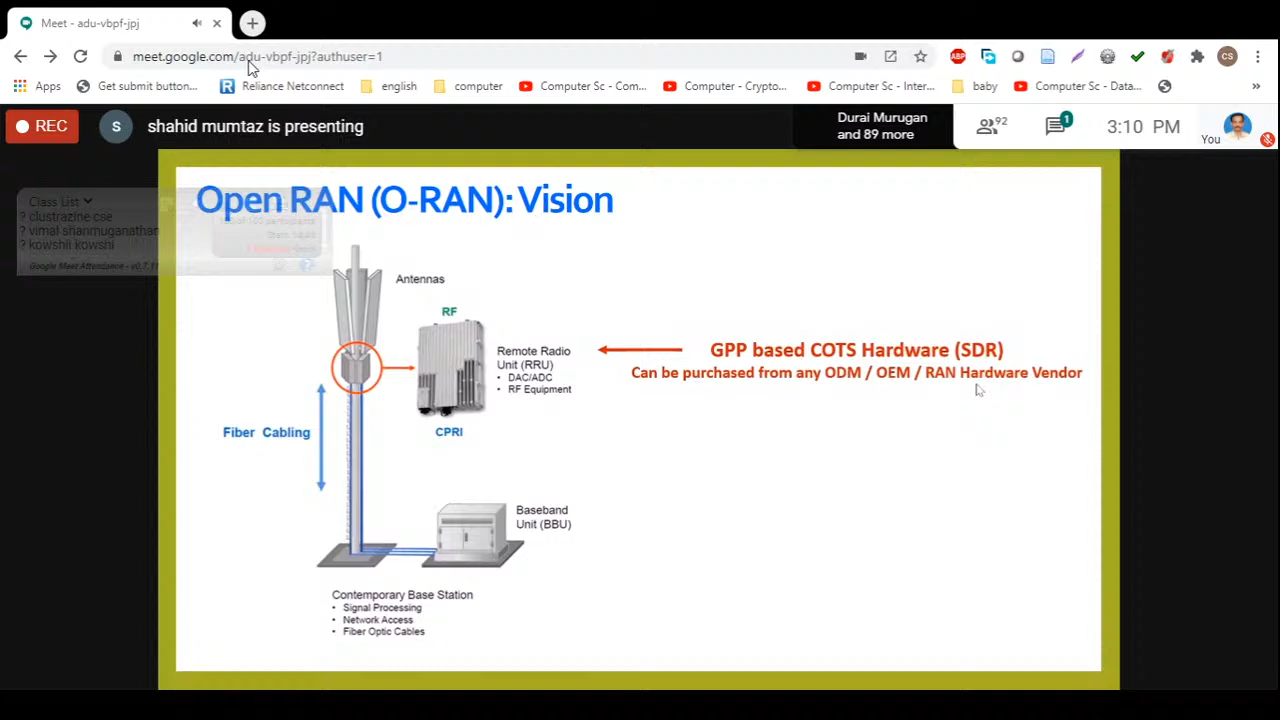 Meet - adu-vbpf-jpj
meet.google.com/adu-vbpf-jpj?authuser=1
ABP
CS
Apps
Get submit button...
Reliance Netconnect
english
computer
Computer Sc - Com...
Computer - Crypto...
Computer Sc - Inter...
baby
Computer Sc - Data...
»
REC
S
shahid mumtaz is presenting
Durai Murugan
and 89 more
92
1
3:10 PM
You
Open RAN (O-RAN): Vision
Class List
? clustrazine cse
? vimal shanmuganathan
? kowshii kowshi
Antennas
RF
Remote Radio
Unit (RRU)
• DAC/ADC
• RF Equipment
GPP based COTS Hardware (SDR)
Can be purchased from any ODM / OEM / RAN Hardware Vendor
Fiber Cabling
CPRI
Baseband
Unit (BBU)
Contemporary Base Station
• Signal Processing
• Network Access
• Fiber Optic Cables